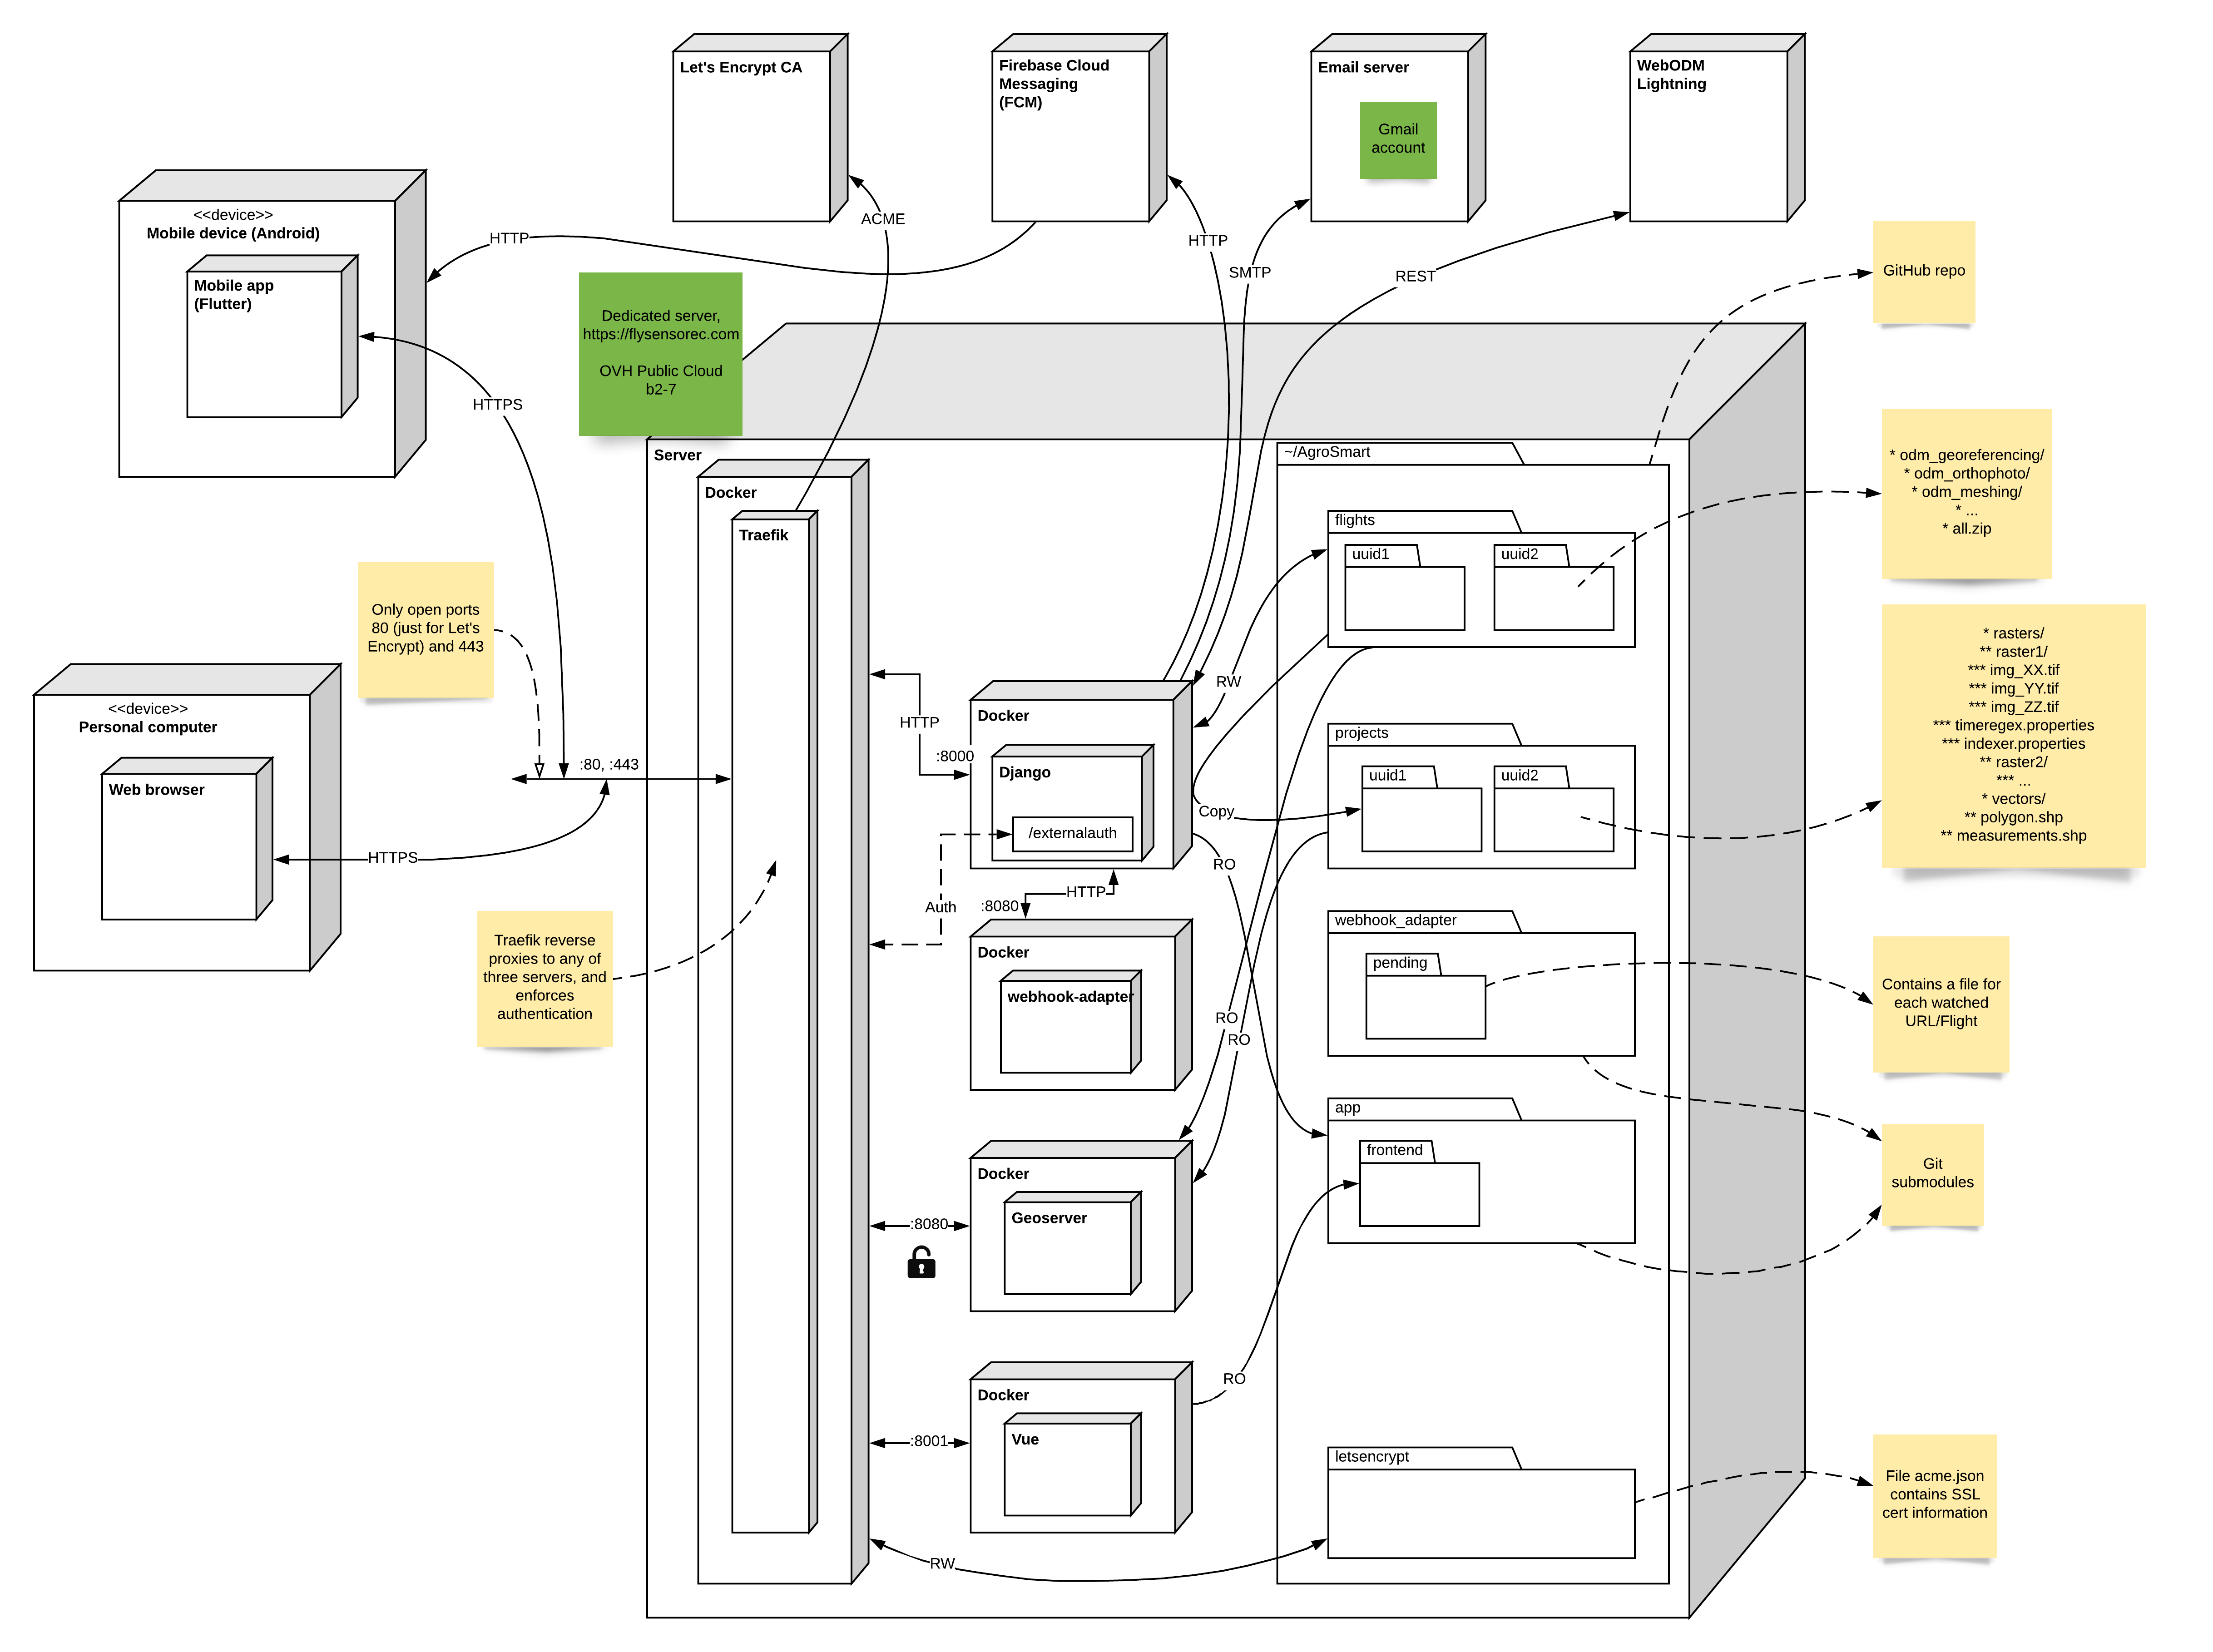 Let's Encrypt CA
Firebase Cloud
Messaging
(FCM)
Email server
Gmail
account
WebODM
Lightning
<<device>>
Mobile device (Android)
Mobile app
(Flutter)
HTTP
ACME
HTTP
SMTP
REST
GitHub repo
Dedicated server,
https://flysensorec.com
OVH Public Cloud
b2-7
HTTPS
Server
Docker
Traefik
~/AgroSmart
flights
uuid1
uuid2
* odm_georeferencing/
* odm_orthophoto/
* odm_meshing/
* ...
* all.zip
Only open ports
80 (just for Let's
Encrypt) and 443
* rasters/
** raster1/
*** img_XX.tif
*** img_YY.tif
*** img_ZZ.tif
*** timeregex.properties
*** indexer.properties
** raster2/
*** ...
* vectors/
** polygon.shp
** measurements.shp
<<device>>
Personal computer
Web browser
HTTPS
:80, :443
HTTP
:8000
Docker
Django
/externalauth
RW
Copy
projects
uuid1
uuid2
RO
HTTP
:8080
Auth
Docker
webhook-adapter
Traefik reverse
proxies to any of
three servers, and
enforces
authentication
webhook_adapter
pending
Contains a file for
each watched
URL/Flight
RO
RO
app
frontend
Git
submodules
Docker
Geoserver
:8080
RO
Docker
Vue
:8001
letsencrypt
File acme.json
contains SSL
cert information
RW